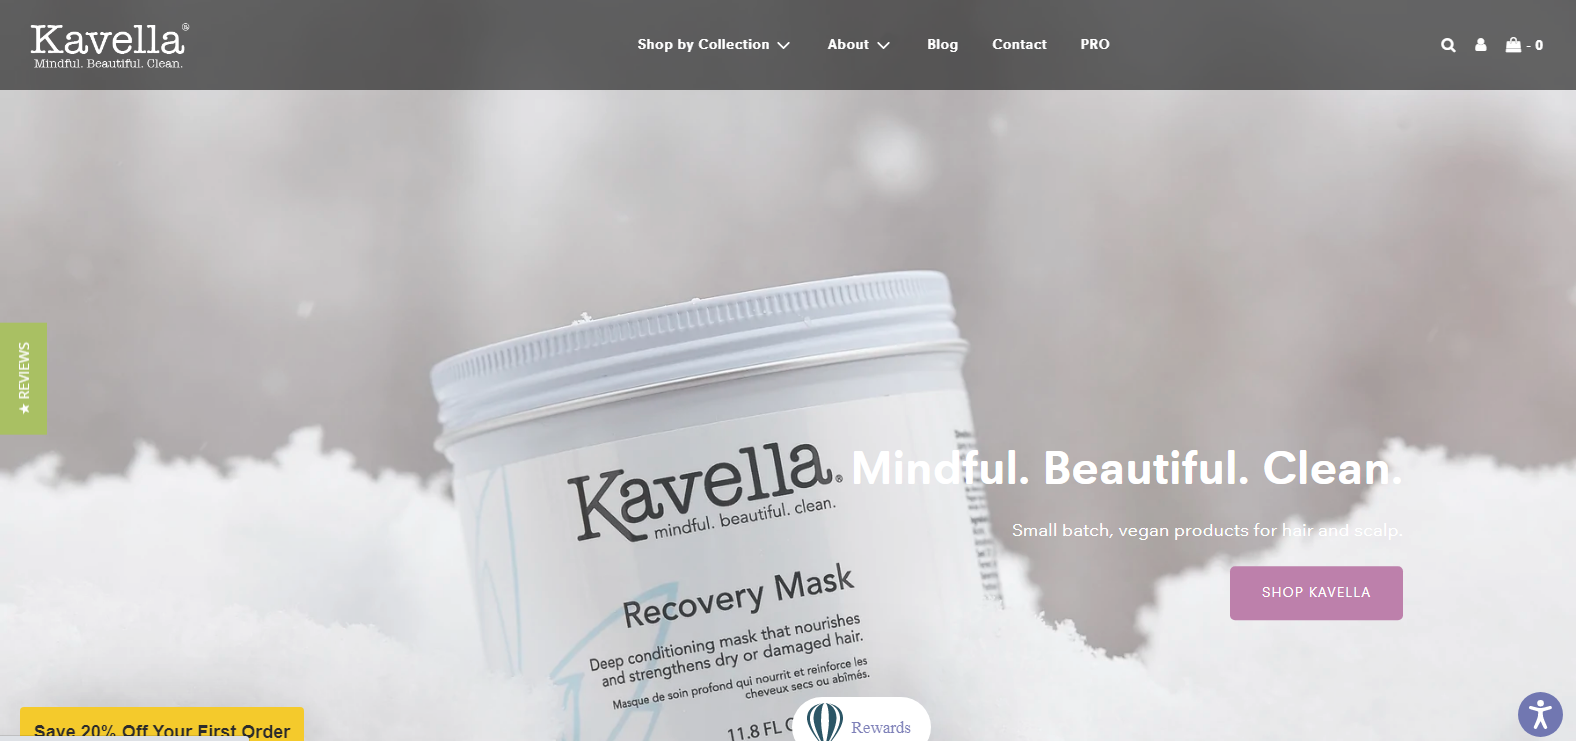 Kavella®
Mindful. Beautiful. Clean.
Shop by Collection
About
Blog
Contact
PRO
- 0
★ REVIEWS
Kavella®
mindful. beautiful. clean.
Mindful. Beautiful. Clean.
Small batch, vegan products for hair and scalp.
SHOP KAVELLA
Recovery Mask
Deep conditioning mask that nourishes
and strengthens dry or damaged hair.
Masque de soin profond qui nourrit et reinforce les
cheveux secs ou abîmés.
11.8 FL
Save 20% Off Your First Order
Rewards